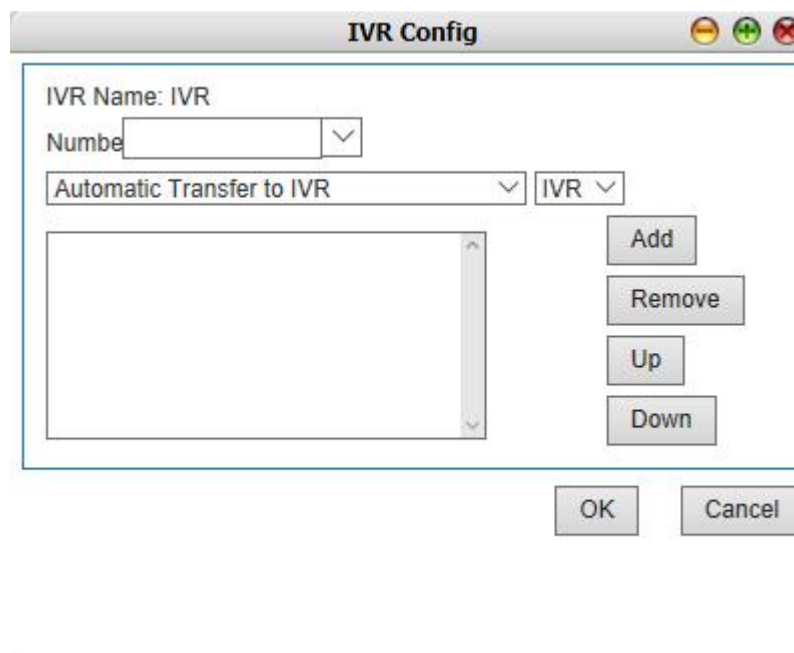 IVR Config
IVR Name: IVR
Numbe
Automatic Transfer to IVR IVR
Add
Remove
Up
Down
OK Cancel